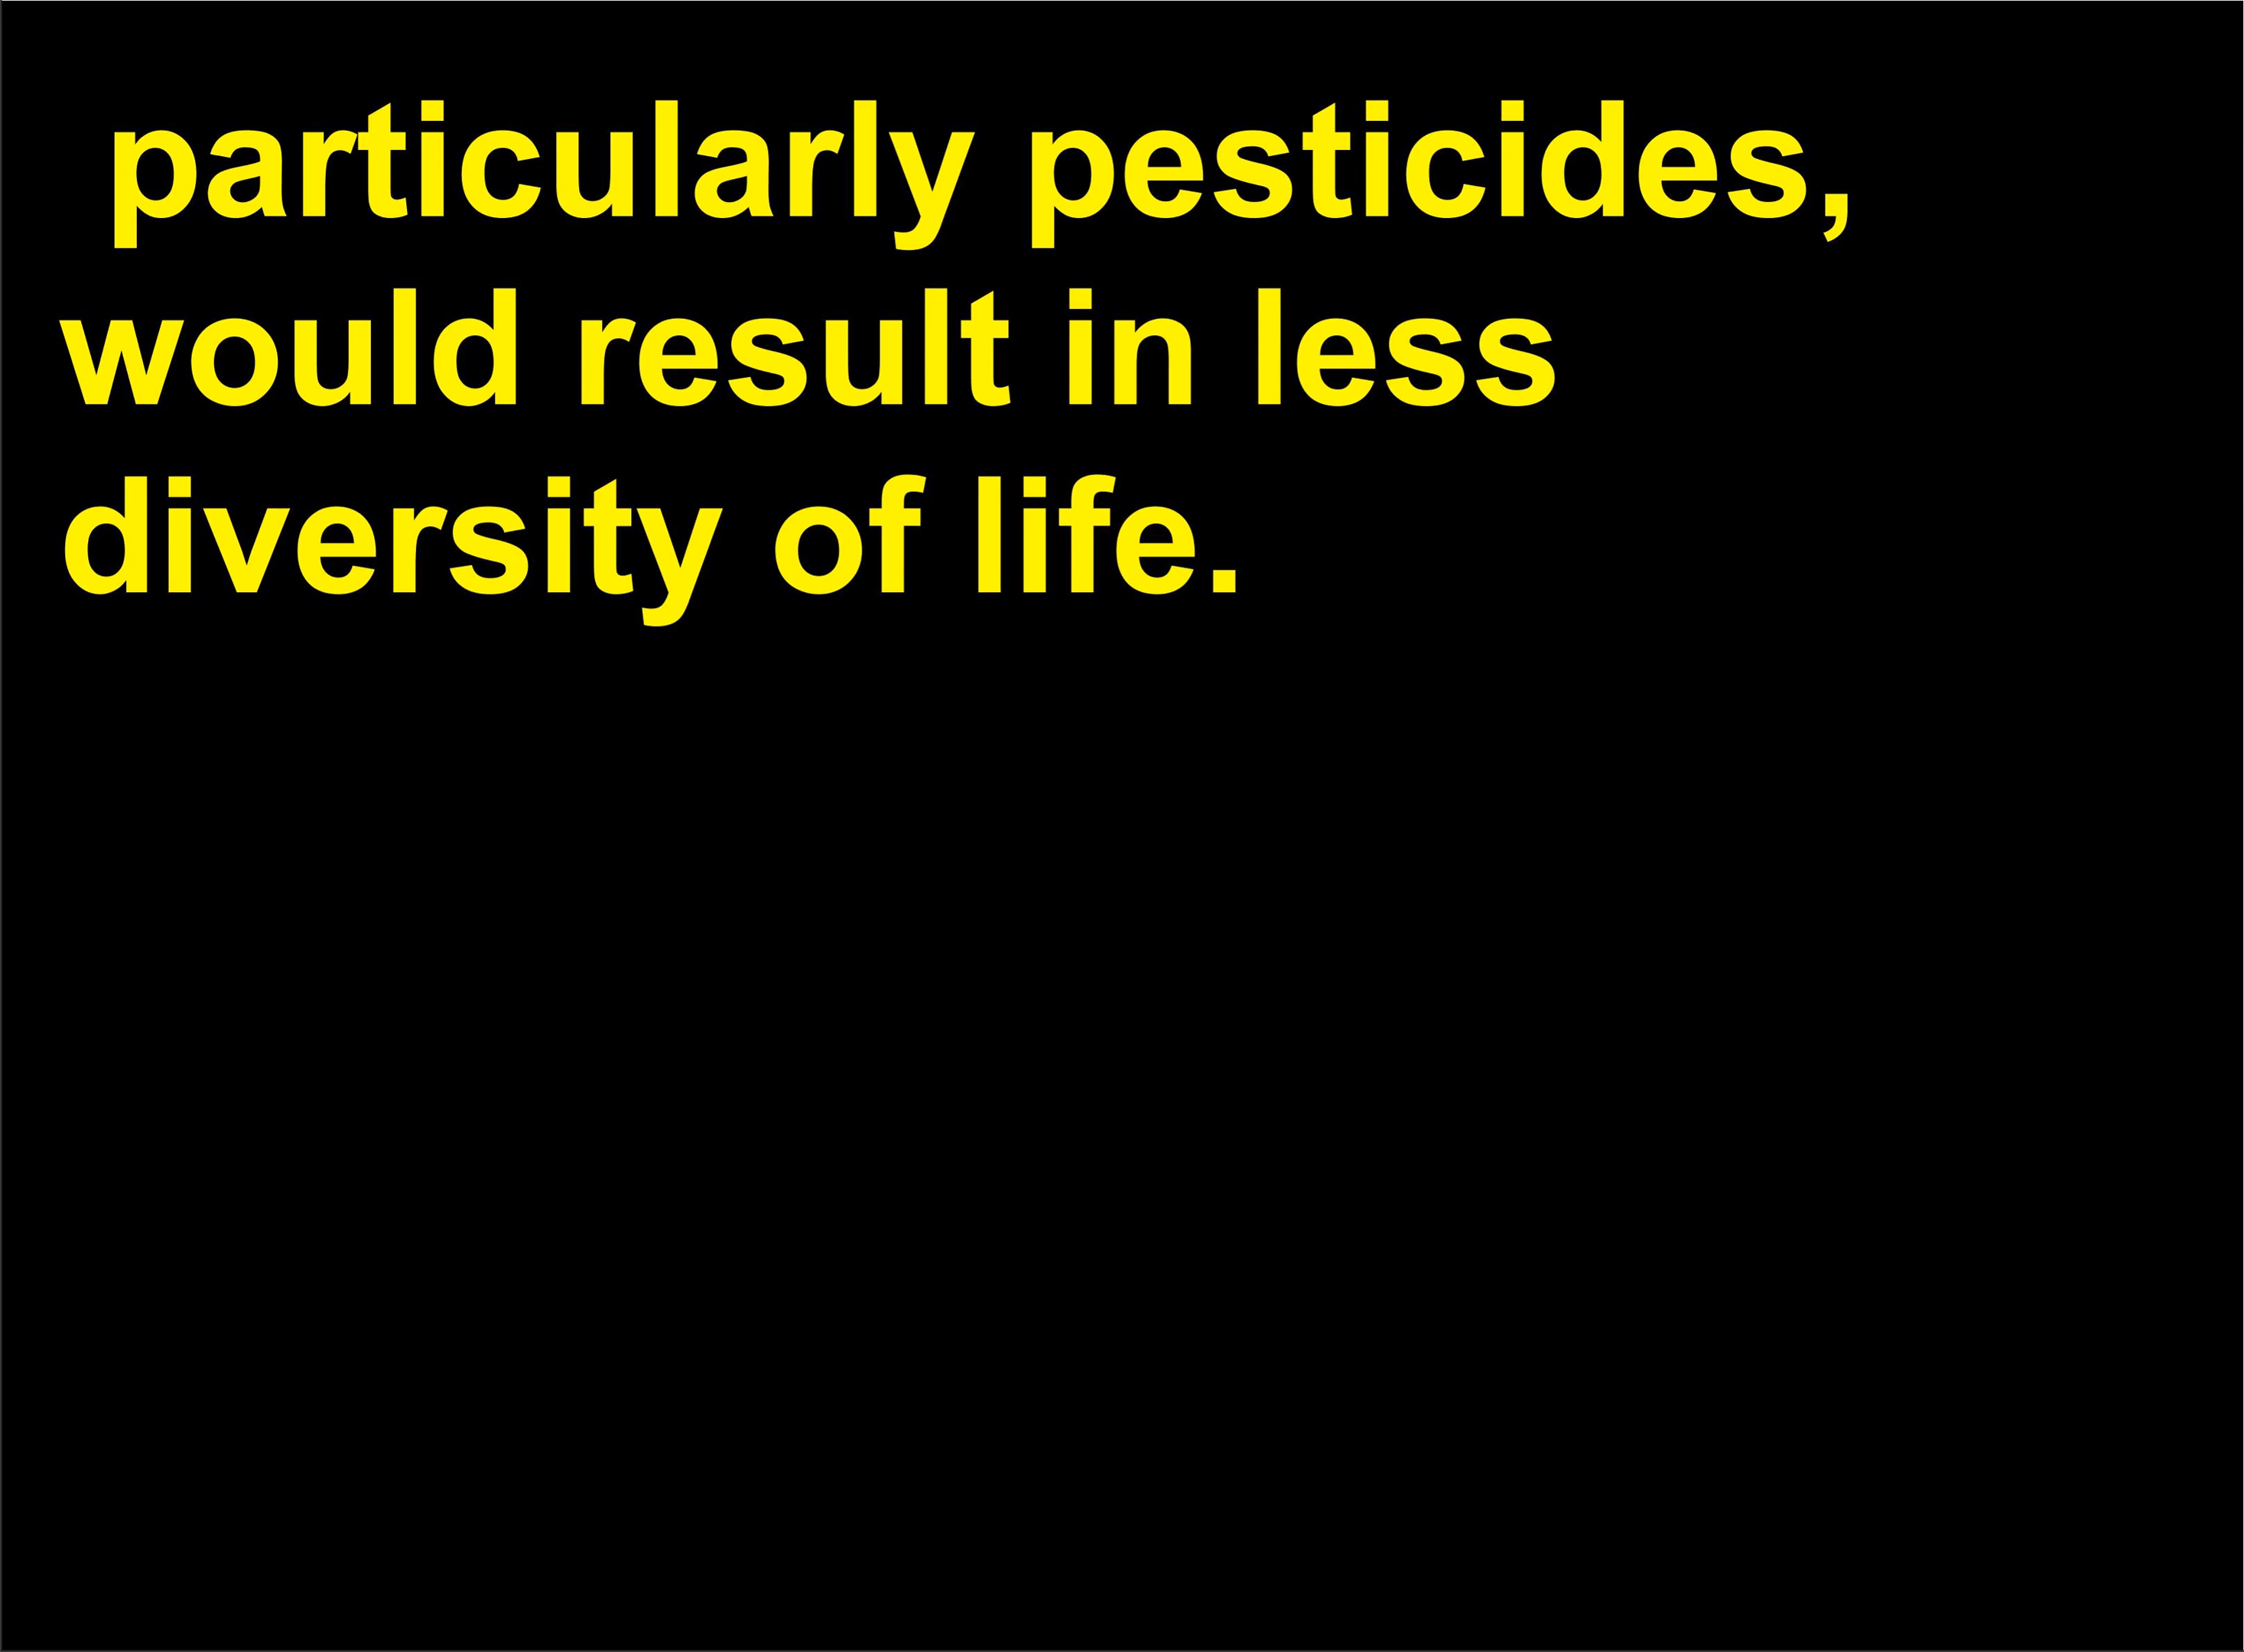 particularly pesticides,
would result in less
diversity of life.